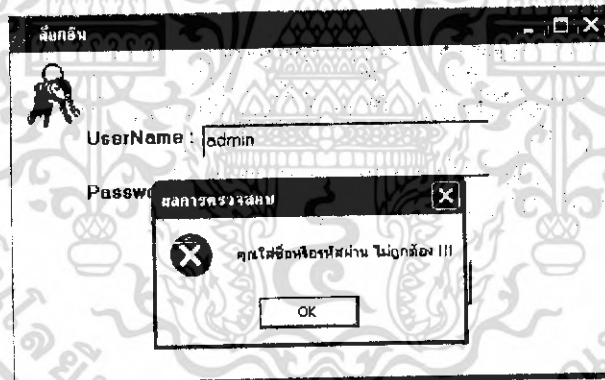 ล็อกอิน
UserName : admin
Passwo
ผลการตรวจสอบ
คุณใส่ชื่อหรือรหัสผ่าน ไม่ถูกต้อง !!!
OK